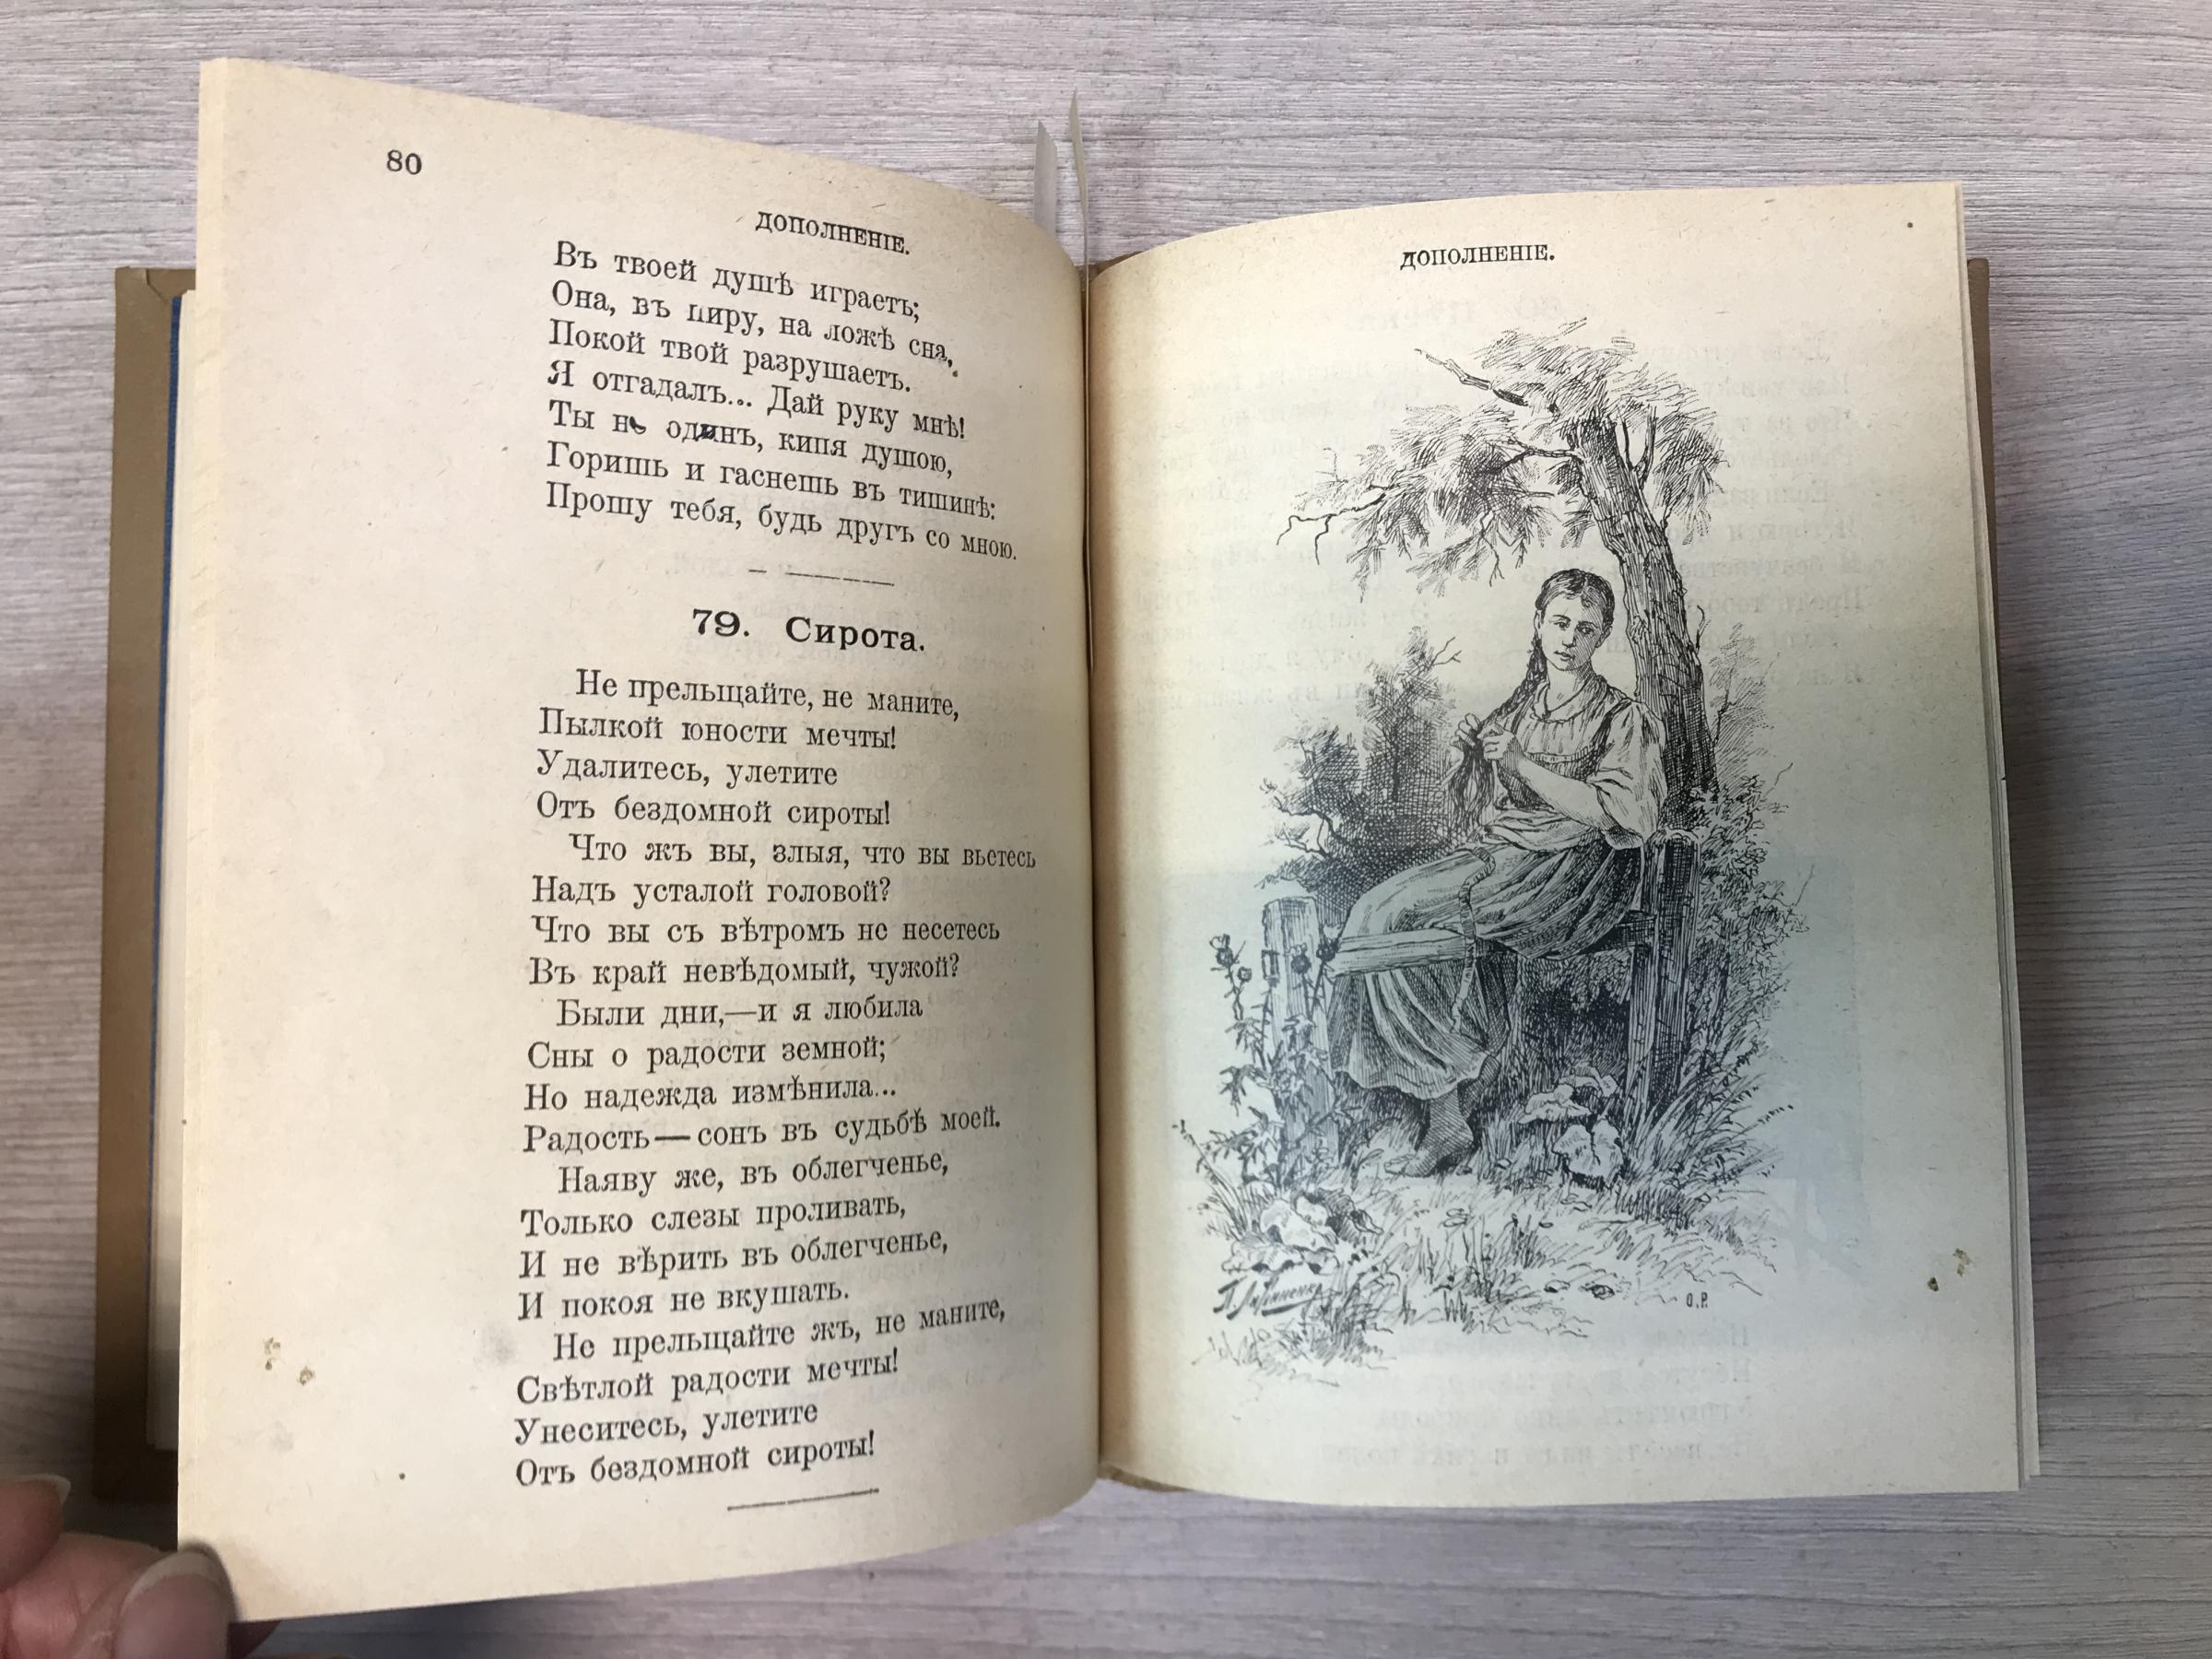 80
ДОПОЛНЕНІЕ.
Въ твоей душѣ играетъ;
Она, въ пиру, на ложѣ сна,
Покой твой разрушаетъ.
Я отгадалъ... Дай руку мнѣ!
Ты не одинъ, кипя душою,
Горишь и гаснешь въ тишинѣ:
Прошу тебя, будь другъ со мною.
79. Сирота.
Не прельщайте, не маните,
Пылкой юности мечты!
Удалитесь, улетите
Отъ бездомной сироты!
Что жъ вы, злыя, что вы вьетесь
Надъ усталой головой?
Что вы съ вѣтромъ не несетесь
Въ край невѣдомый, чужой?
Были дни,—и я любила
Сны о радости земной;
Но надежда измѣнила...
Радость—сонъ въ судьбѣ моей.
Наяву же, въ облегченье,
Только слезы проливать,
И не вѣрить въ облегченье,
И покоя не вкушать.
Не прельщайте жъ, не маните,
Свѣтлой радости мечты!
Унеситесь, улетите
Отъ бездомной сироты!
ДОПОЛНЕНІЕ.
О.Р.